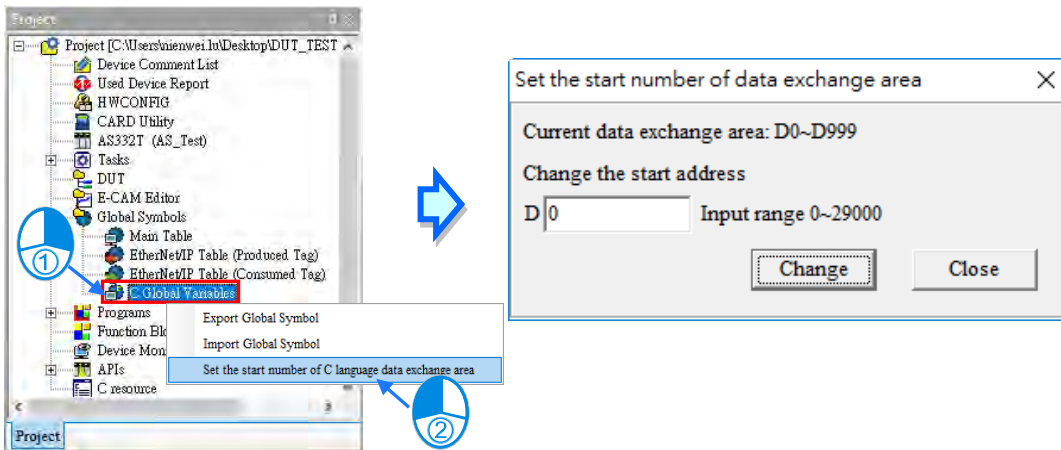 Project
Project [C:\Users\nienwei.lu\Desktop\DUT_TEST
Device Comment List
Used Device Report
HWCONFIG
CARD Utility
AS332T (AS_Test)
Tasks
DUT
E-CAM Editor
Global Symbols
Main Table
EtherNet/IP Table (Produced Tag)
EtherNet/IP Table (Consumed Tag)
C Global Variables
Programs
Function Blo
Device Mon
APIs
C resource
Project
①
Export Global Symbol
Import Global Symbol
Set the start number of C language data exchange area
②
Set the start number of data exchange area
Current data exchange area: D0~D999
Change the start address
D 0 Input range 0~29000
Change Close